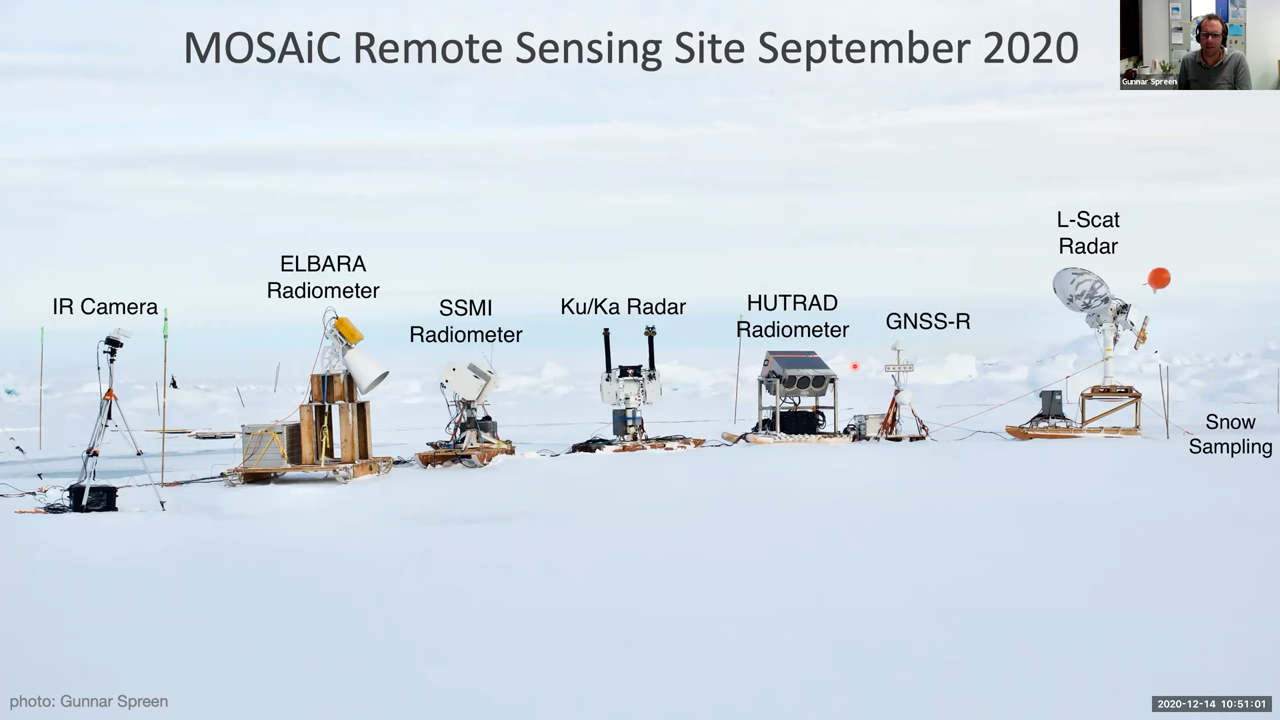 MOSAiC Remote Sensing Site September 2020
Gunnar Spreen
L-Scat
Radar
ELBARA
Radiometer
IR Camera
SSMI
Radiometer
Ku/Ka Radar
HUTRAD
Radiometer
GNSS-R
Snow
Sampling
photo: Gunnar Spreen
2020-12-14 10:51:01